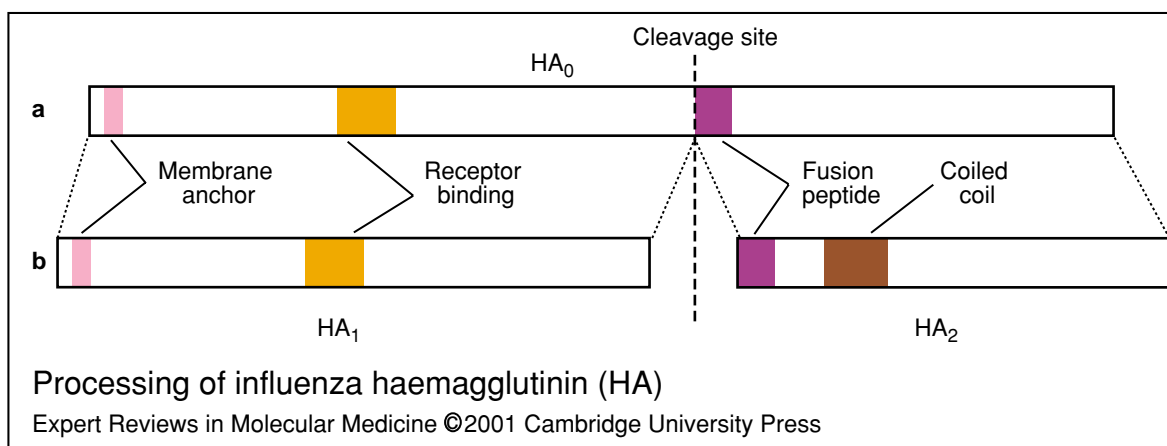 Cleavage site
HA₀
a
Membrane
anchor
Receptor
binding
Fusion
peptide
Coiled
coil
b
HA₁
HA₂
Processing of influenza haemagglutinin (HA)
Expert Reviews in Molecular Medicine ©2001 Cambridge University Press